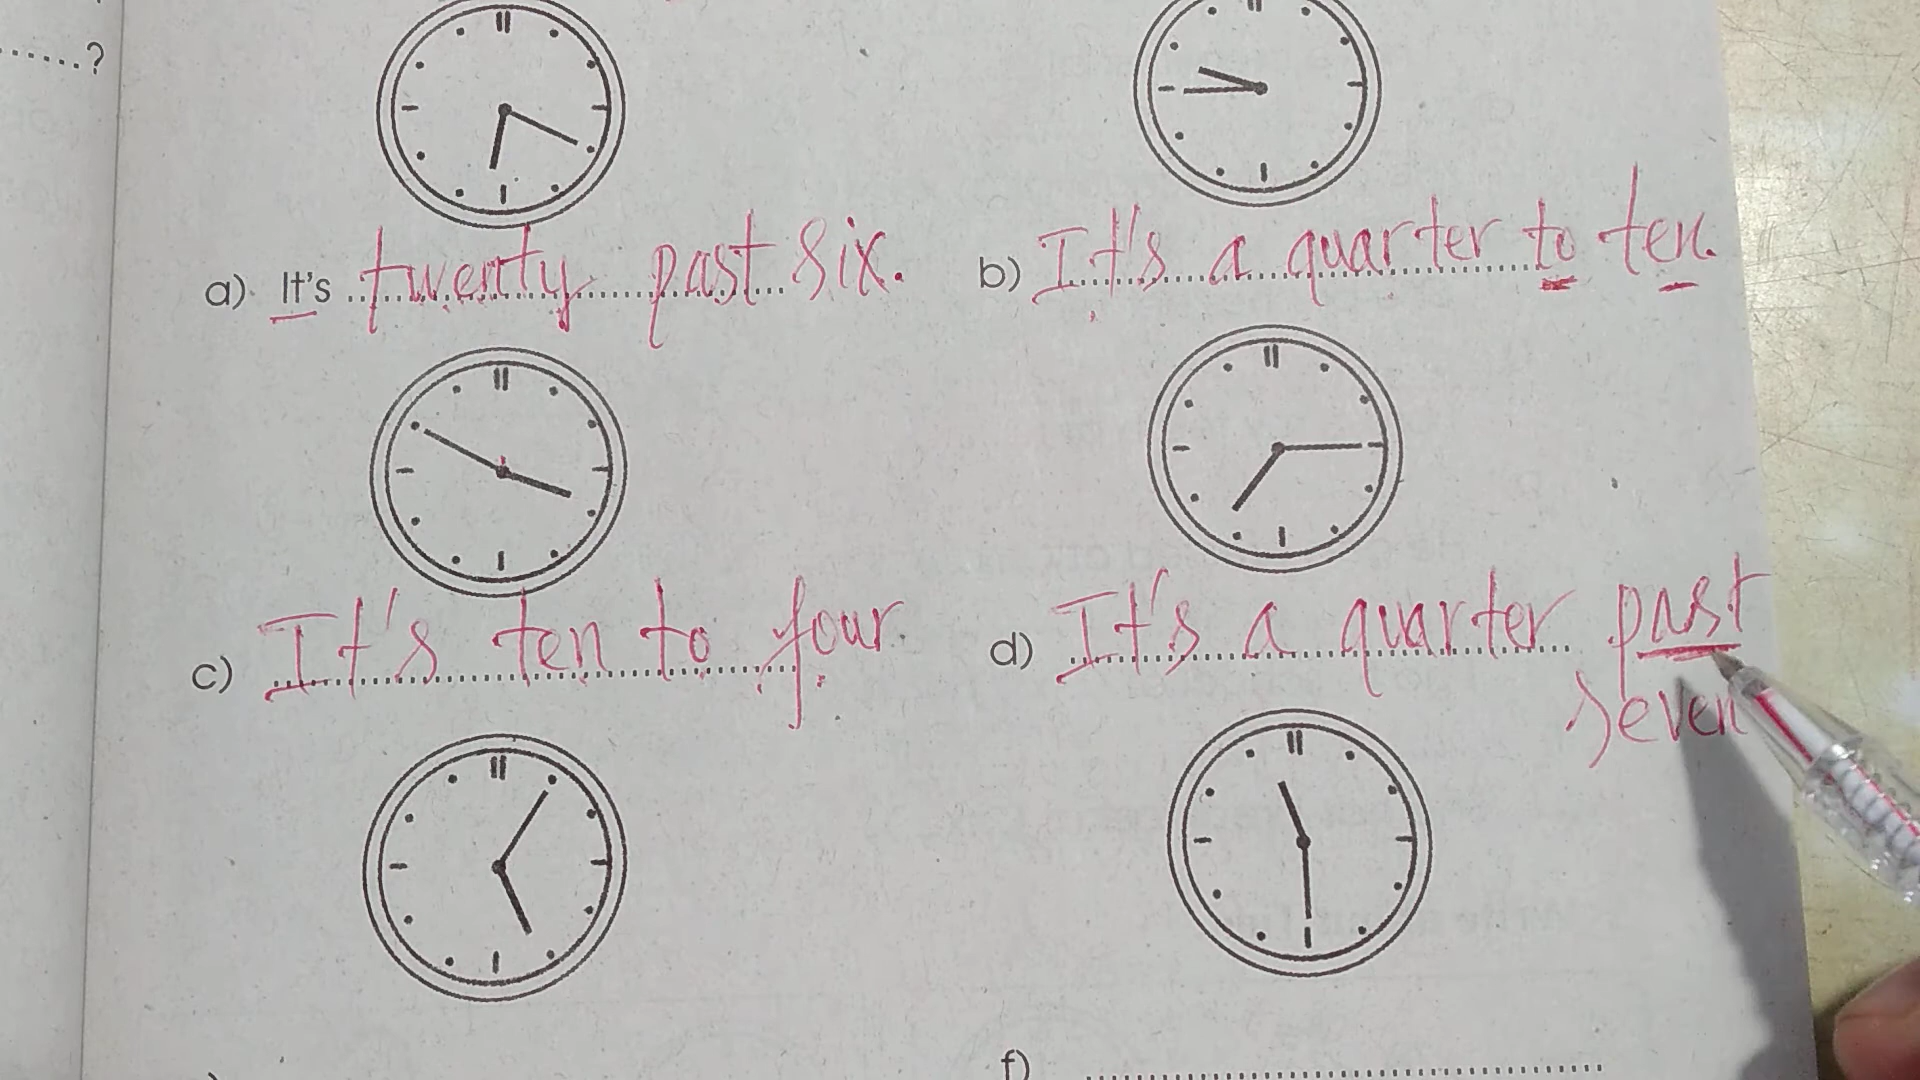 .....?
a) It's twenty past six.
b) It's a quarter to ten.
c) It's ten to four
d) It's a quarter past
seven
f)